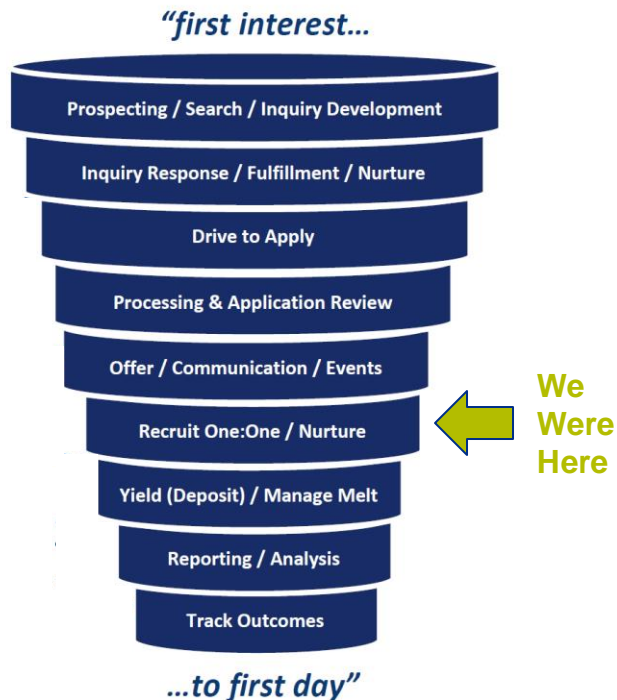 “first interest...
Prospecting / Search / Inquiry Development
Inquiry Response / Fulfillment / Nurture
Drive to Apply
Processing & Application Review
Offer / Communication / Events
Recruit One:One / Nurture
We
Were
Here
Yield (Deposit) / Manage Melt
Reporting / Analysis
Track Outcomes
...to first day”